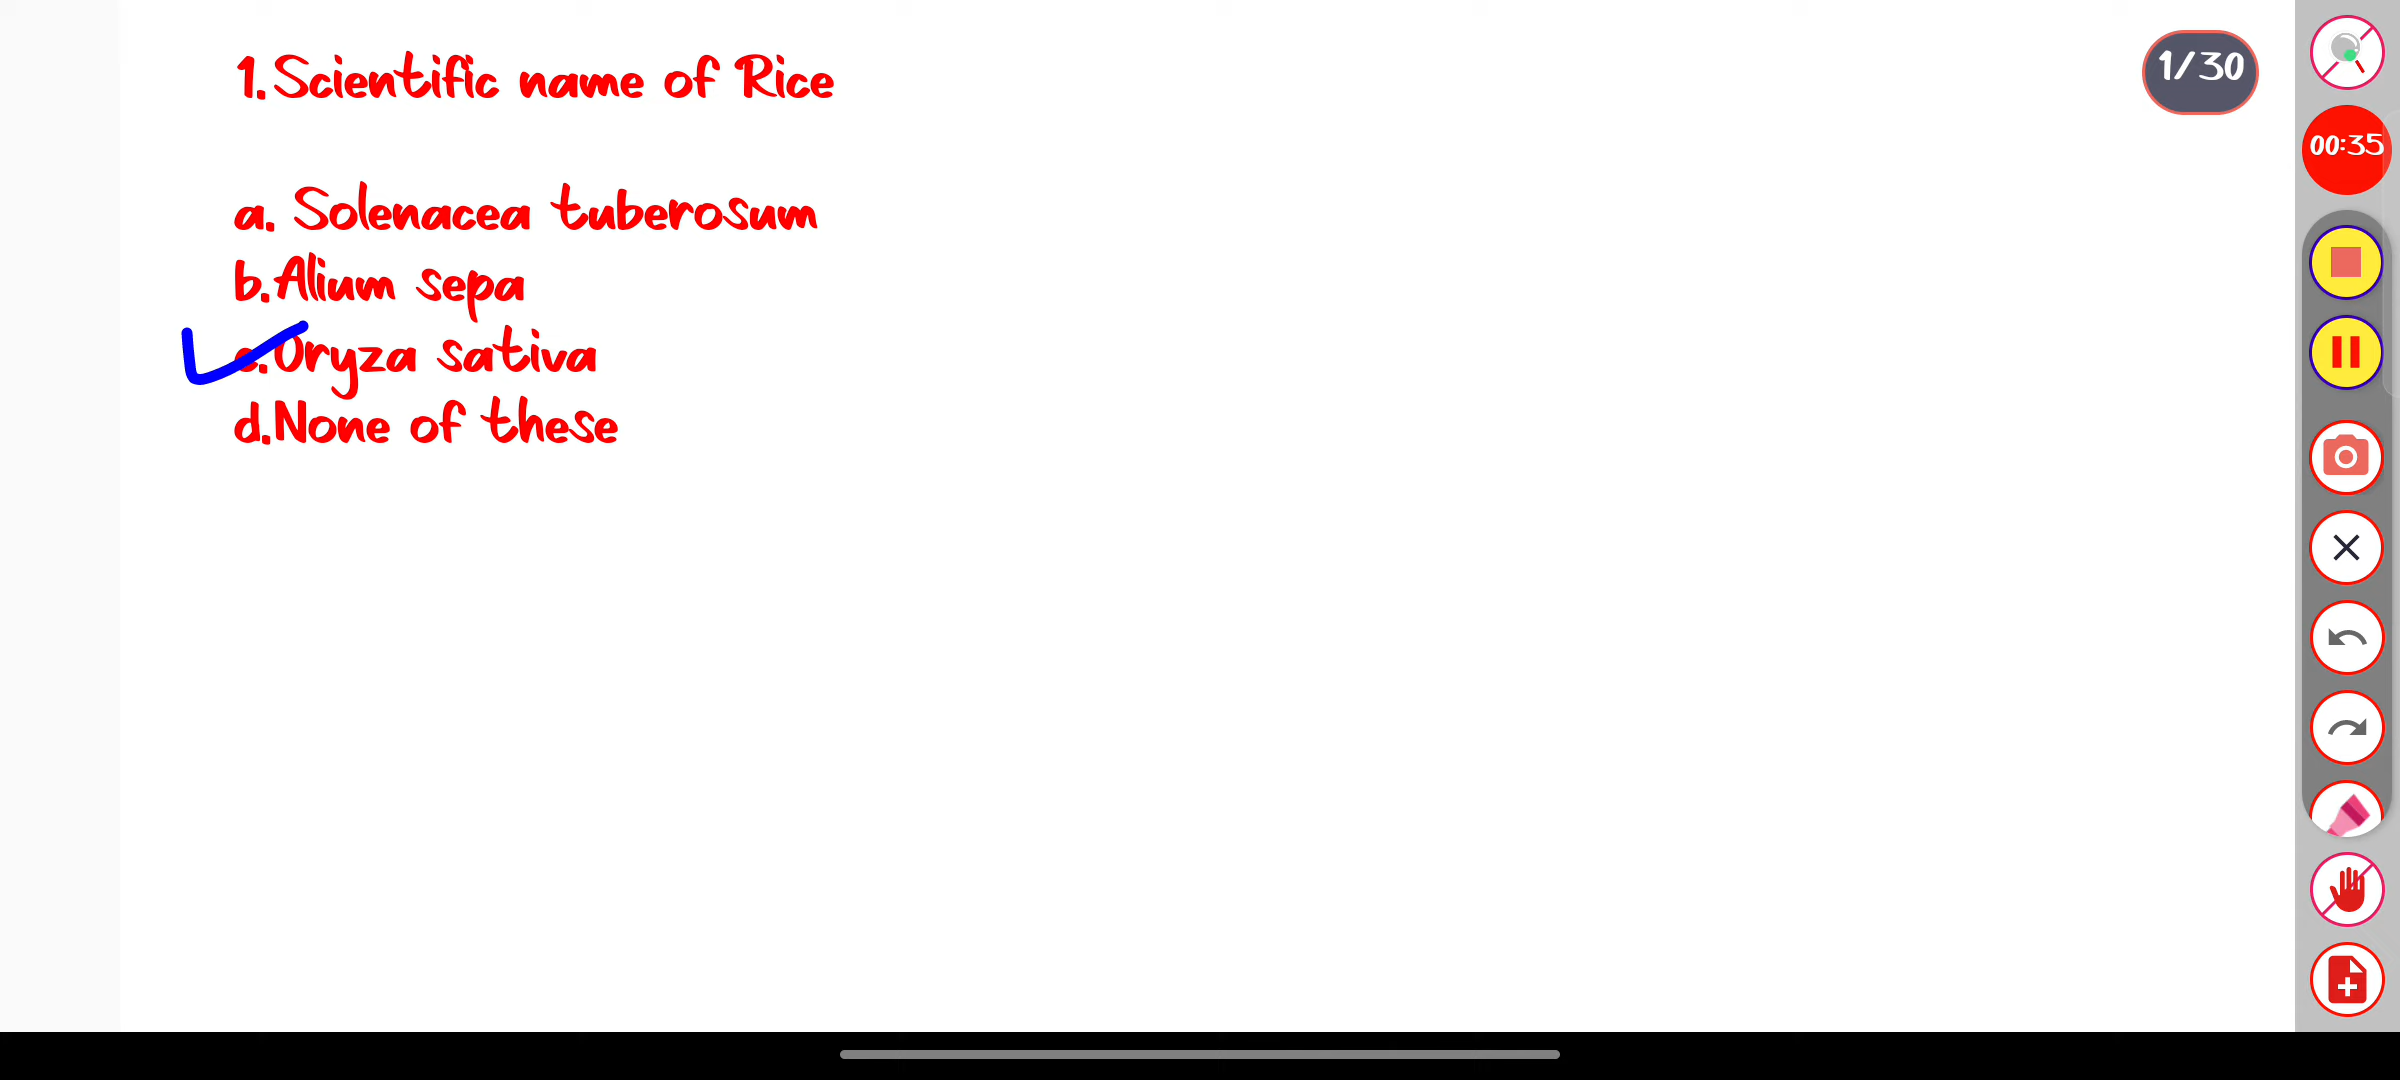 1.Scientific name of Rice
1/30
00:35
a. Solenacea tuberosum
b.Alium sepa
c.Oryza sativa
d.None of these